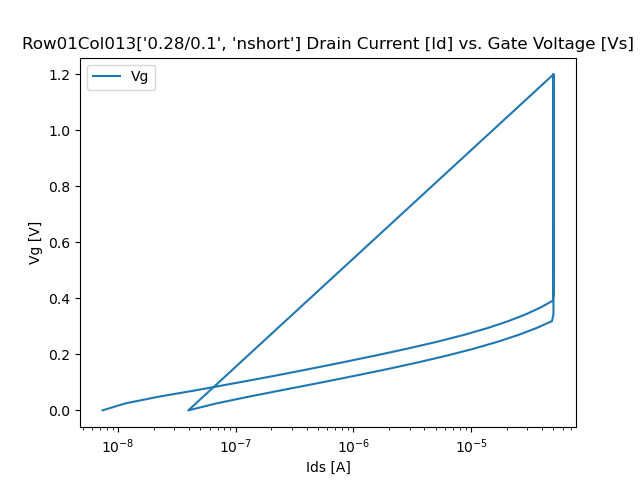 Row01Col013['0.28/0.1', 'nshort'] Drain Current [Id] vs. Gate Voltage [Vs]
Vg
1.2
1.0
0.8
0.6
0.4
0.2
0.0
Vg [V]
10⁻⁸ 10⁻⁷ 10⁻⁶ 10⁻⁵
Ids [A]